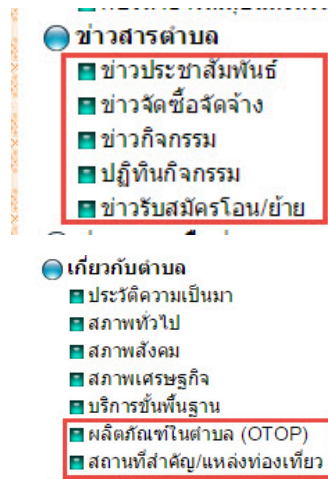 ข่าวสารตำบล
ข่าวประชาสัมพันธ์
ข่าวจัดซื้อจัดจ้าง
ข่าวกิจกรรม
ปฏิทินกิจกรรม
ข่าวรับสมัครโอน/ย้าย
เกี่ยวกับตำบล
ประวัติความเป็นมา
สภาพทั่วไป
สภาพสังคม
สภาพเศรษฐกิจ
บริการขั้นพื้นฐาน
ผลิตภัณฑ์ในตำบล (OTOP)
สถานที่สำคัญ/แหล่งท่องเที่ยว